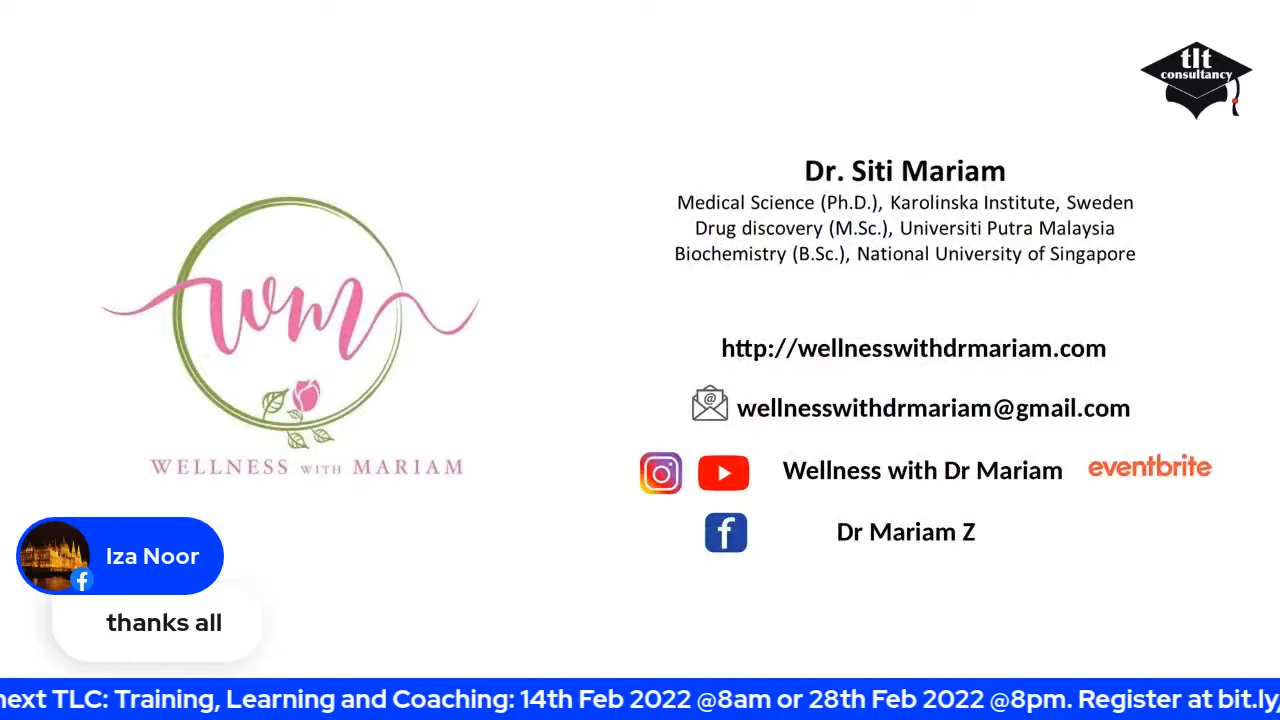 tlt
consultancy
Dr. Siti Mariam
Medical Science (Ph.D.), Karolinska Institute, Sweden
Drug discovery (M.Sc.), Universiti Putra Malaysia
Biochemistry (B.Sc.), National University of Singapore
wm
WELLNESS WITH MARIAM
http://wellnesswithdrmariam.com
@ wellnesswithdrmariam@gmail.com
Wellness with Dr Mariam eventbrite
f Dr Mariam Z
Iza Noor
f
thanks all
next TLC: Training, Learning and Coaching: 14th Feb 2022 @8am or 28th Feb 2022 @8pm. Register at bit.ly/